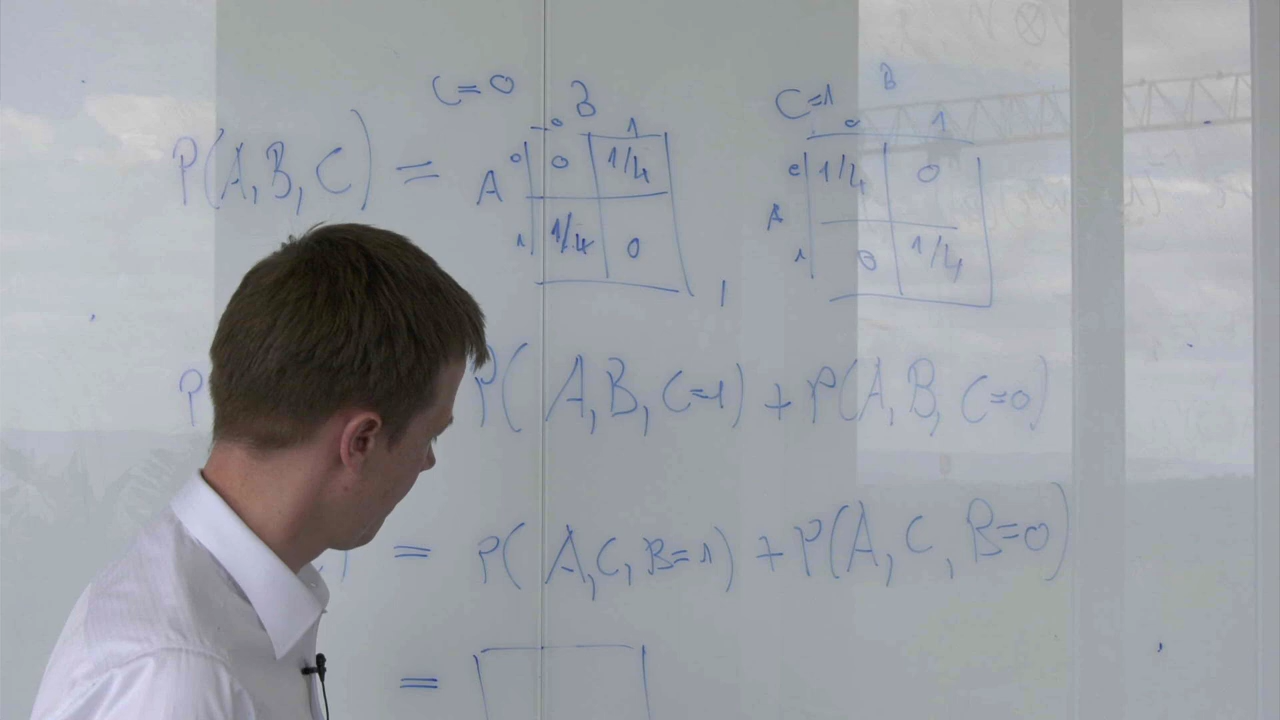 C=0 B C=1 B
0 1 0 1
P(A,B,C) = A 0 0 1/4 0 1/4 0
1 1/4 0 , A 1 0 1/4
P P(A,B,C=1) + P(A,B,C=0)
= P(A,C,B=1) + P(A,C,B=0)
=